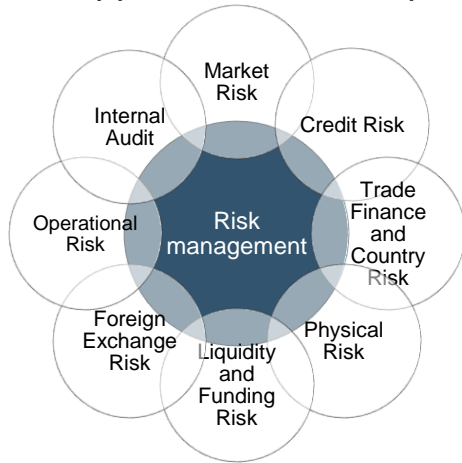 Market
Risk
Internal
Audit
Credit Risk
Trade
Finance
and
Country
Risk
Operational
Risk
Risk
management
Foreign
Exchange
Risk
Physical
Risk
Liquidity
and
Funding
Risk